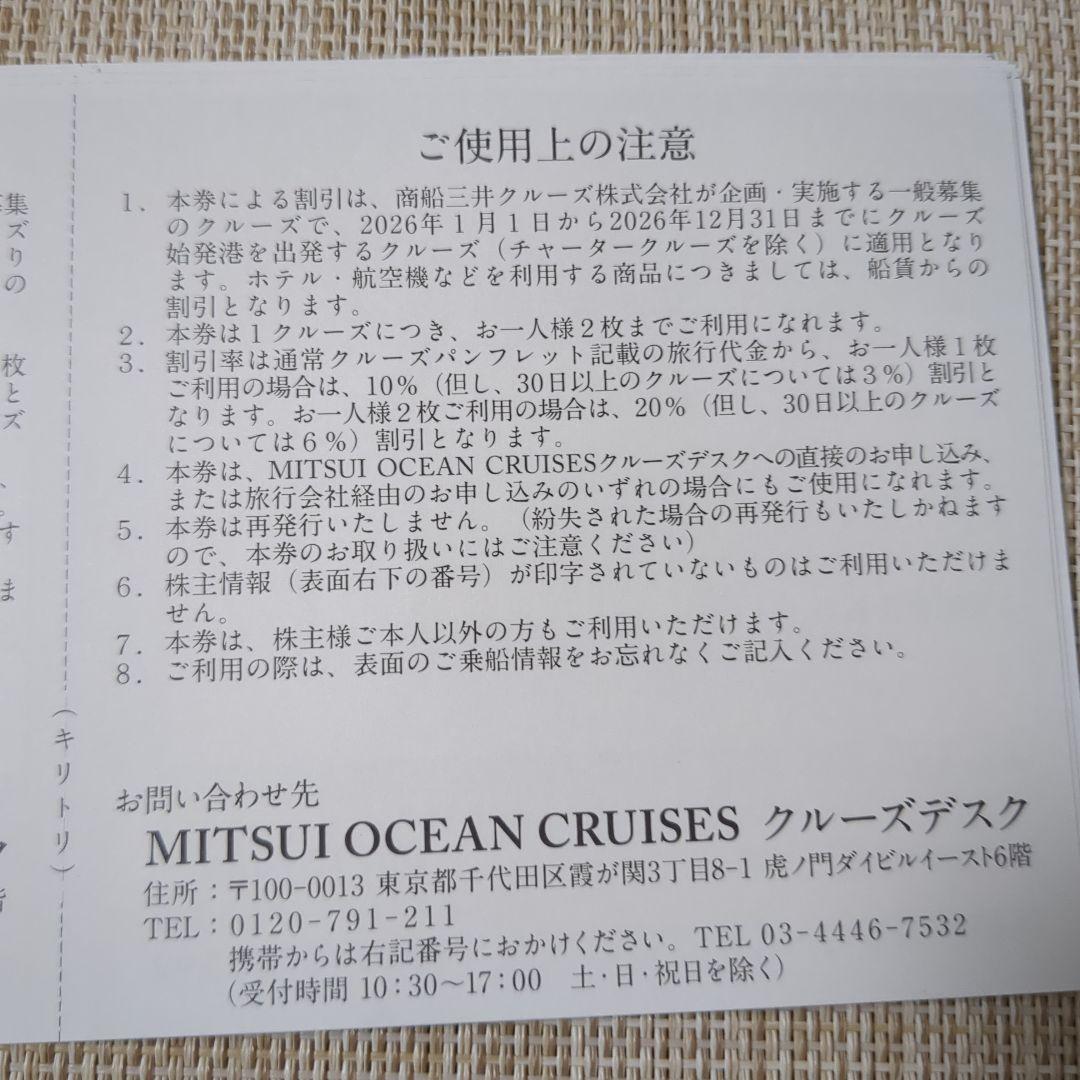 ご使用上の注意
1. 本券による割引は、商船三井クルーズ株式会社が企画・実施する一般募集
のクルーズで、2026年1月1日から2026年12月31日までにクルーズ
始発港を出発するクルーズ（チャータークルーズを除く）に適用となり
ます。ホテル・航空機などを利用する商品につきましては、船賃からの
割引となります。
2. 本券は1クルーズにつき、お一人様2枚までご利用になれます。
3. 割引率は通常クルーズパンフレット記載の旅行代金から、お一人様1枚
ご利用の場合は、10%（但し、30日以上のクルーズについては3%）割引と
なります。お一人様2枚ご利用の場合は、20%（但し、30日以上のクルーズ
については6%）割引となります。
4. 本券は、MITSUI OCEAN CRUISESクルーズデスクへの直接のお申し込み、
または旅行会社経由のお申し込みのいずれの場合にもご使用になれます。
5. 本券は再発行いたしません。（紛失された場合の再発行もいたしかねます
ので、本券のお取り扱いにはご注意ください）
6. 株主情報（表面右下の番号）が印字されていないものはご利用いただけま
せん。
7. 本券は、株主様ご本人以外の方もご利用いただけます。
8. ご利用の際は、表面のご乗船情報をお忘れなくご記入ください。
（キリトリ）
お問い合わせ先
MITSUI OCEAN CRUISES クルーズデスク
住所：〒100-0013 東京都千代田区霞が関3丁目8-1 虎ノ門ダイビルイースト6階
TEL：0120-791-211
携帯からは右記番号におかけください。TEL 03-4446-7532
（受付時間 10：30〜17：00　土・日・祝日を除く）